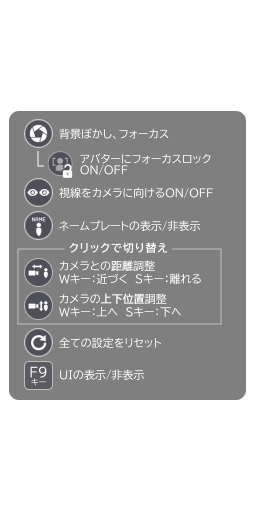 背景ぼかし、フォーカス
アバターにフォーカスロック
ON/OFF
視線をカメラに向けるON/OFF
NAME
ネームプレートの表示/非表示
クリックで切り替え
カメラとの距離調整
Wキー:近づく Sキー:離れる
カメラの上下位置調整
Wキー:上へ Sキー:下へ
全ての設定をリセット
F9
キー
UIの表示/非表示